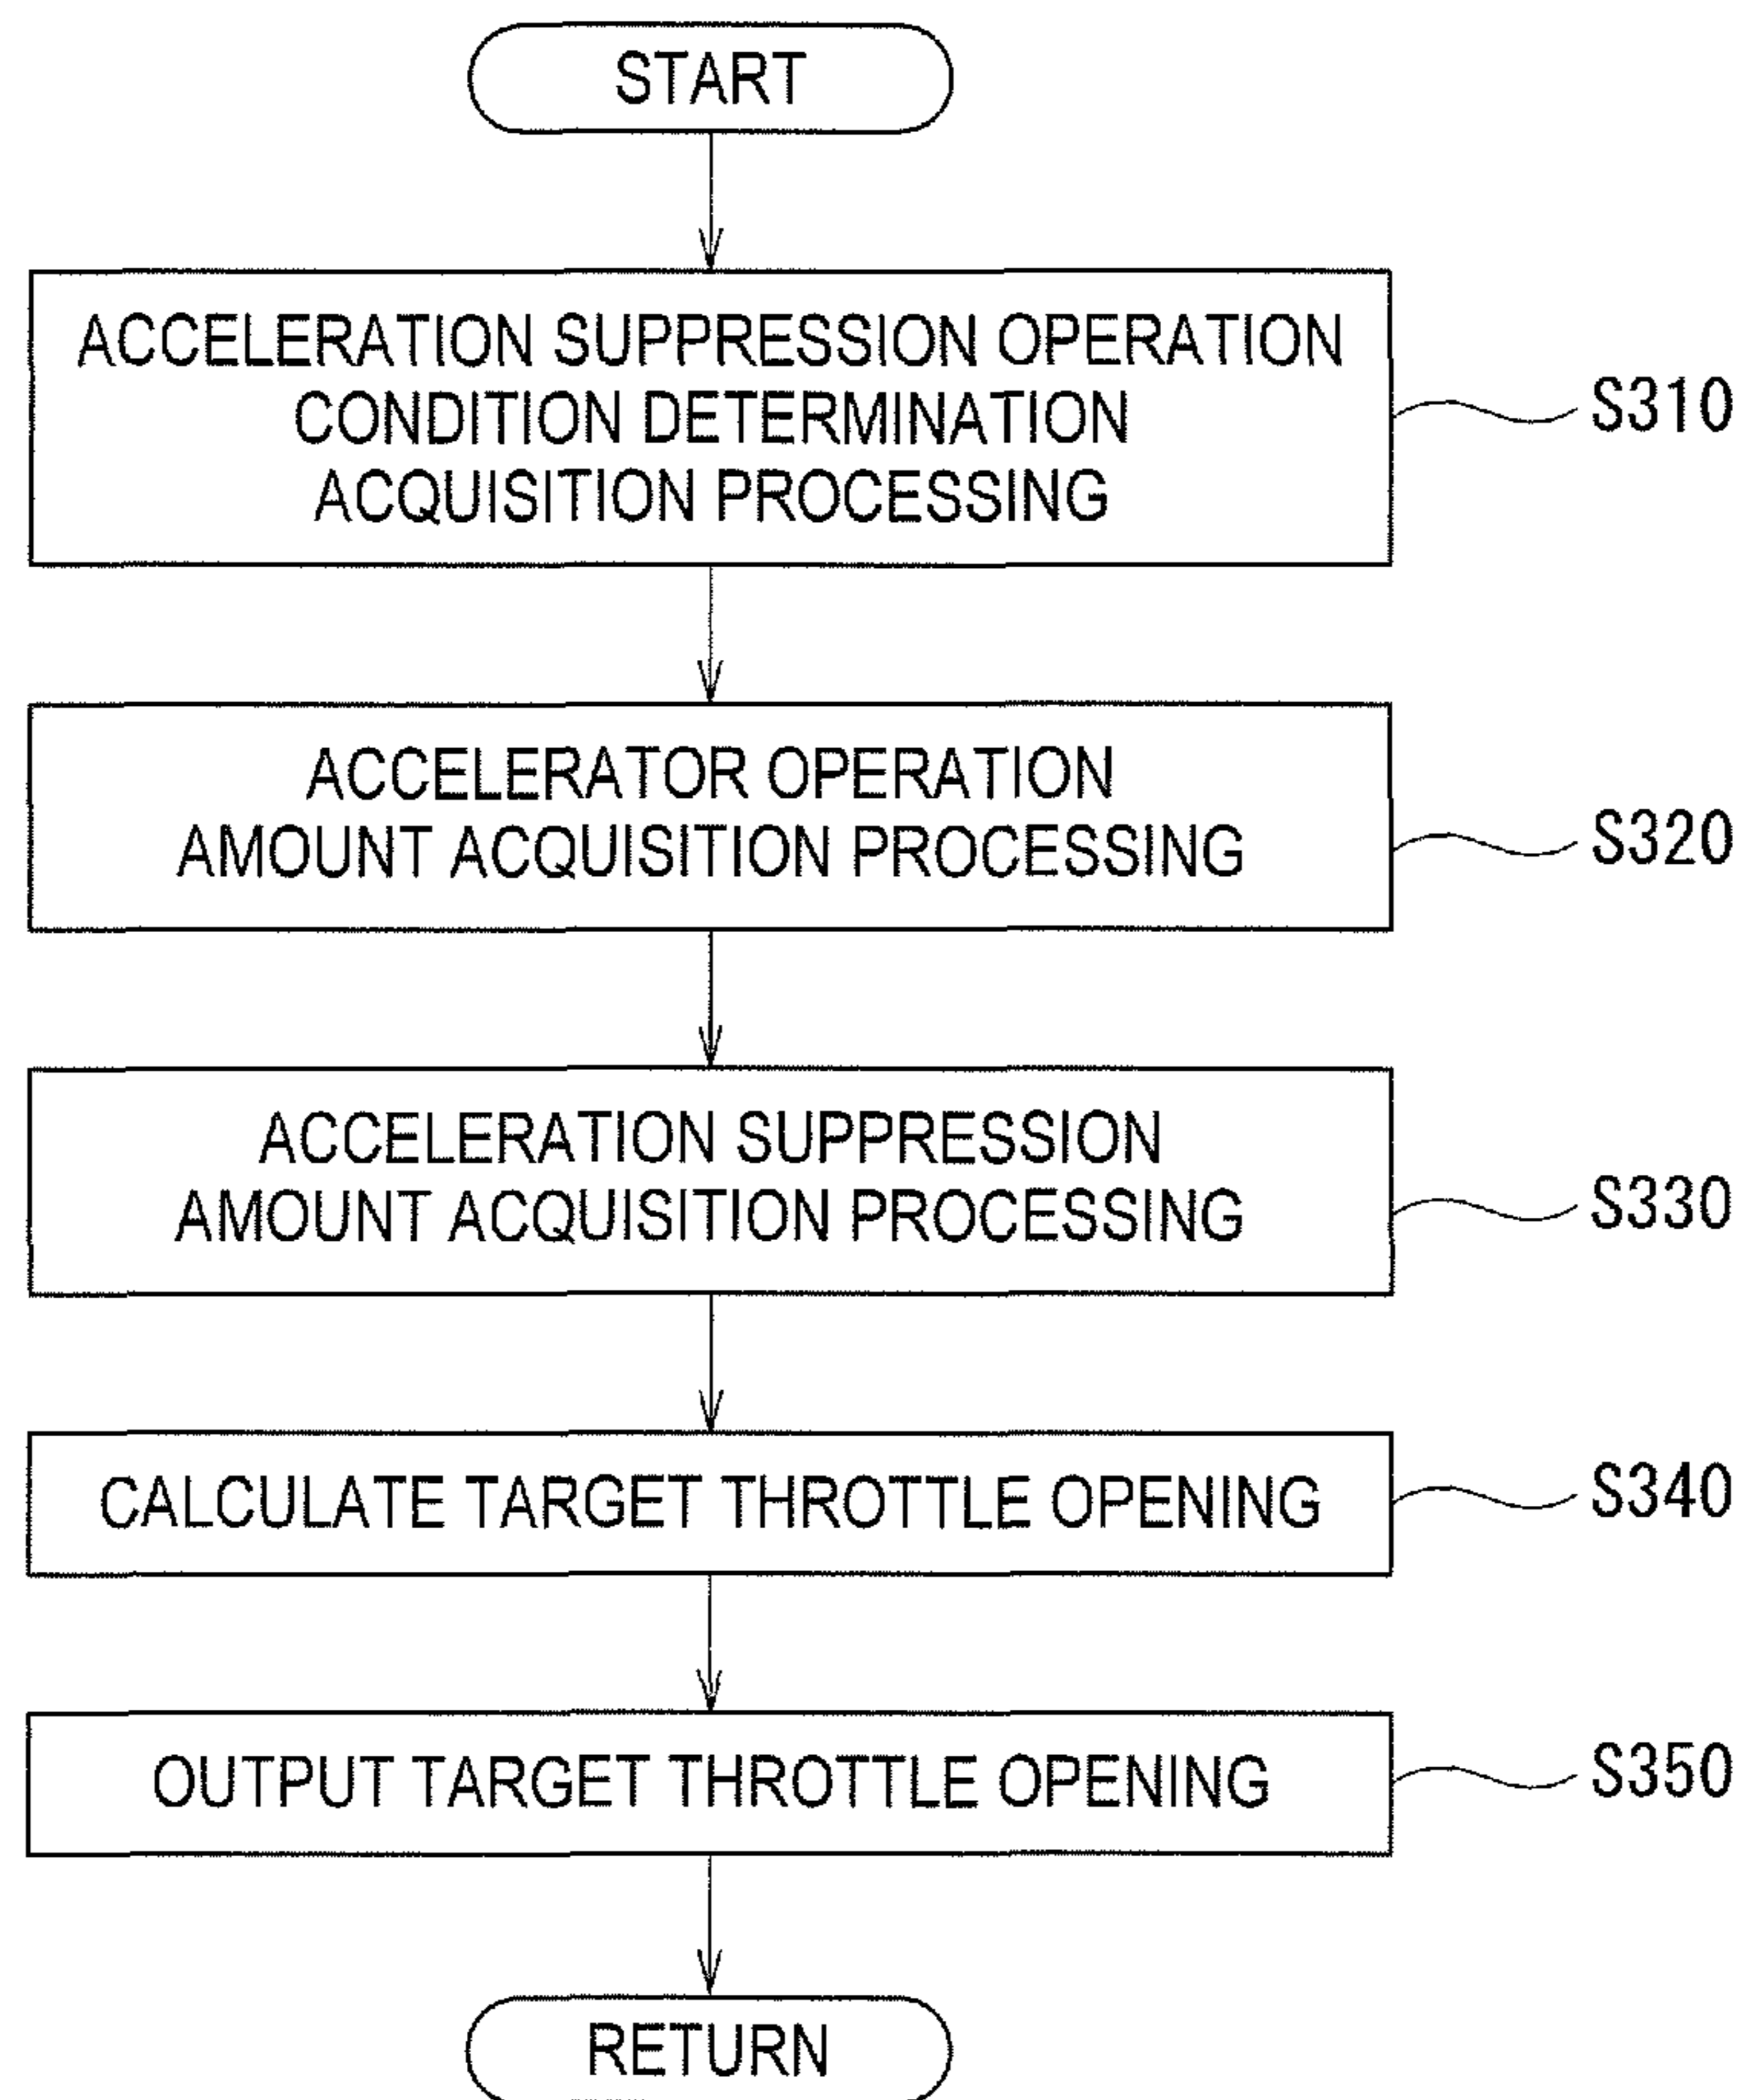 START
ACCELERATION SUPPRESSION OPERATION
CONDITION DETERMINATION
ACQUISITION PROCESSING
S310
ACCELERATOR OPERATION
AMOUNT ACQUISITION PROCESSING
S320
ACCELERATION SUPPRESSION
AMOUNT ACQUISITION PROCESSING
S330
CALCULATE TARGET THROTTLE OPENING
S340
OUTPUT TARGET THROTTLE OPENING
S350
RETURN